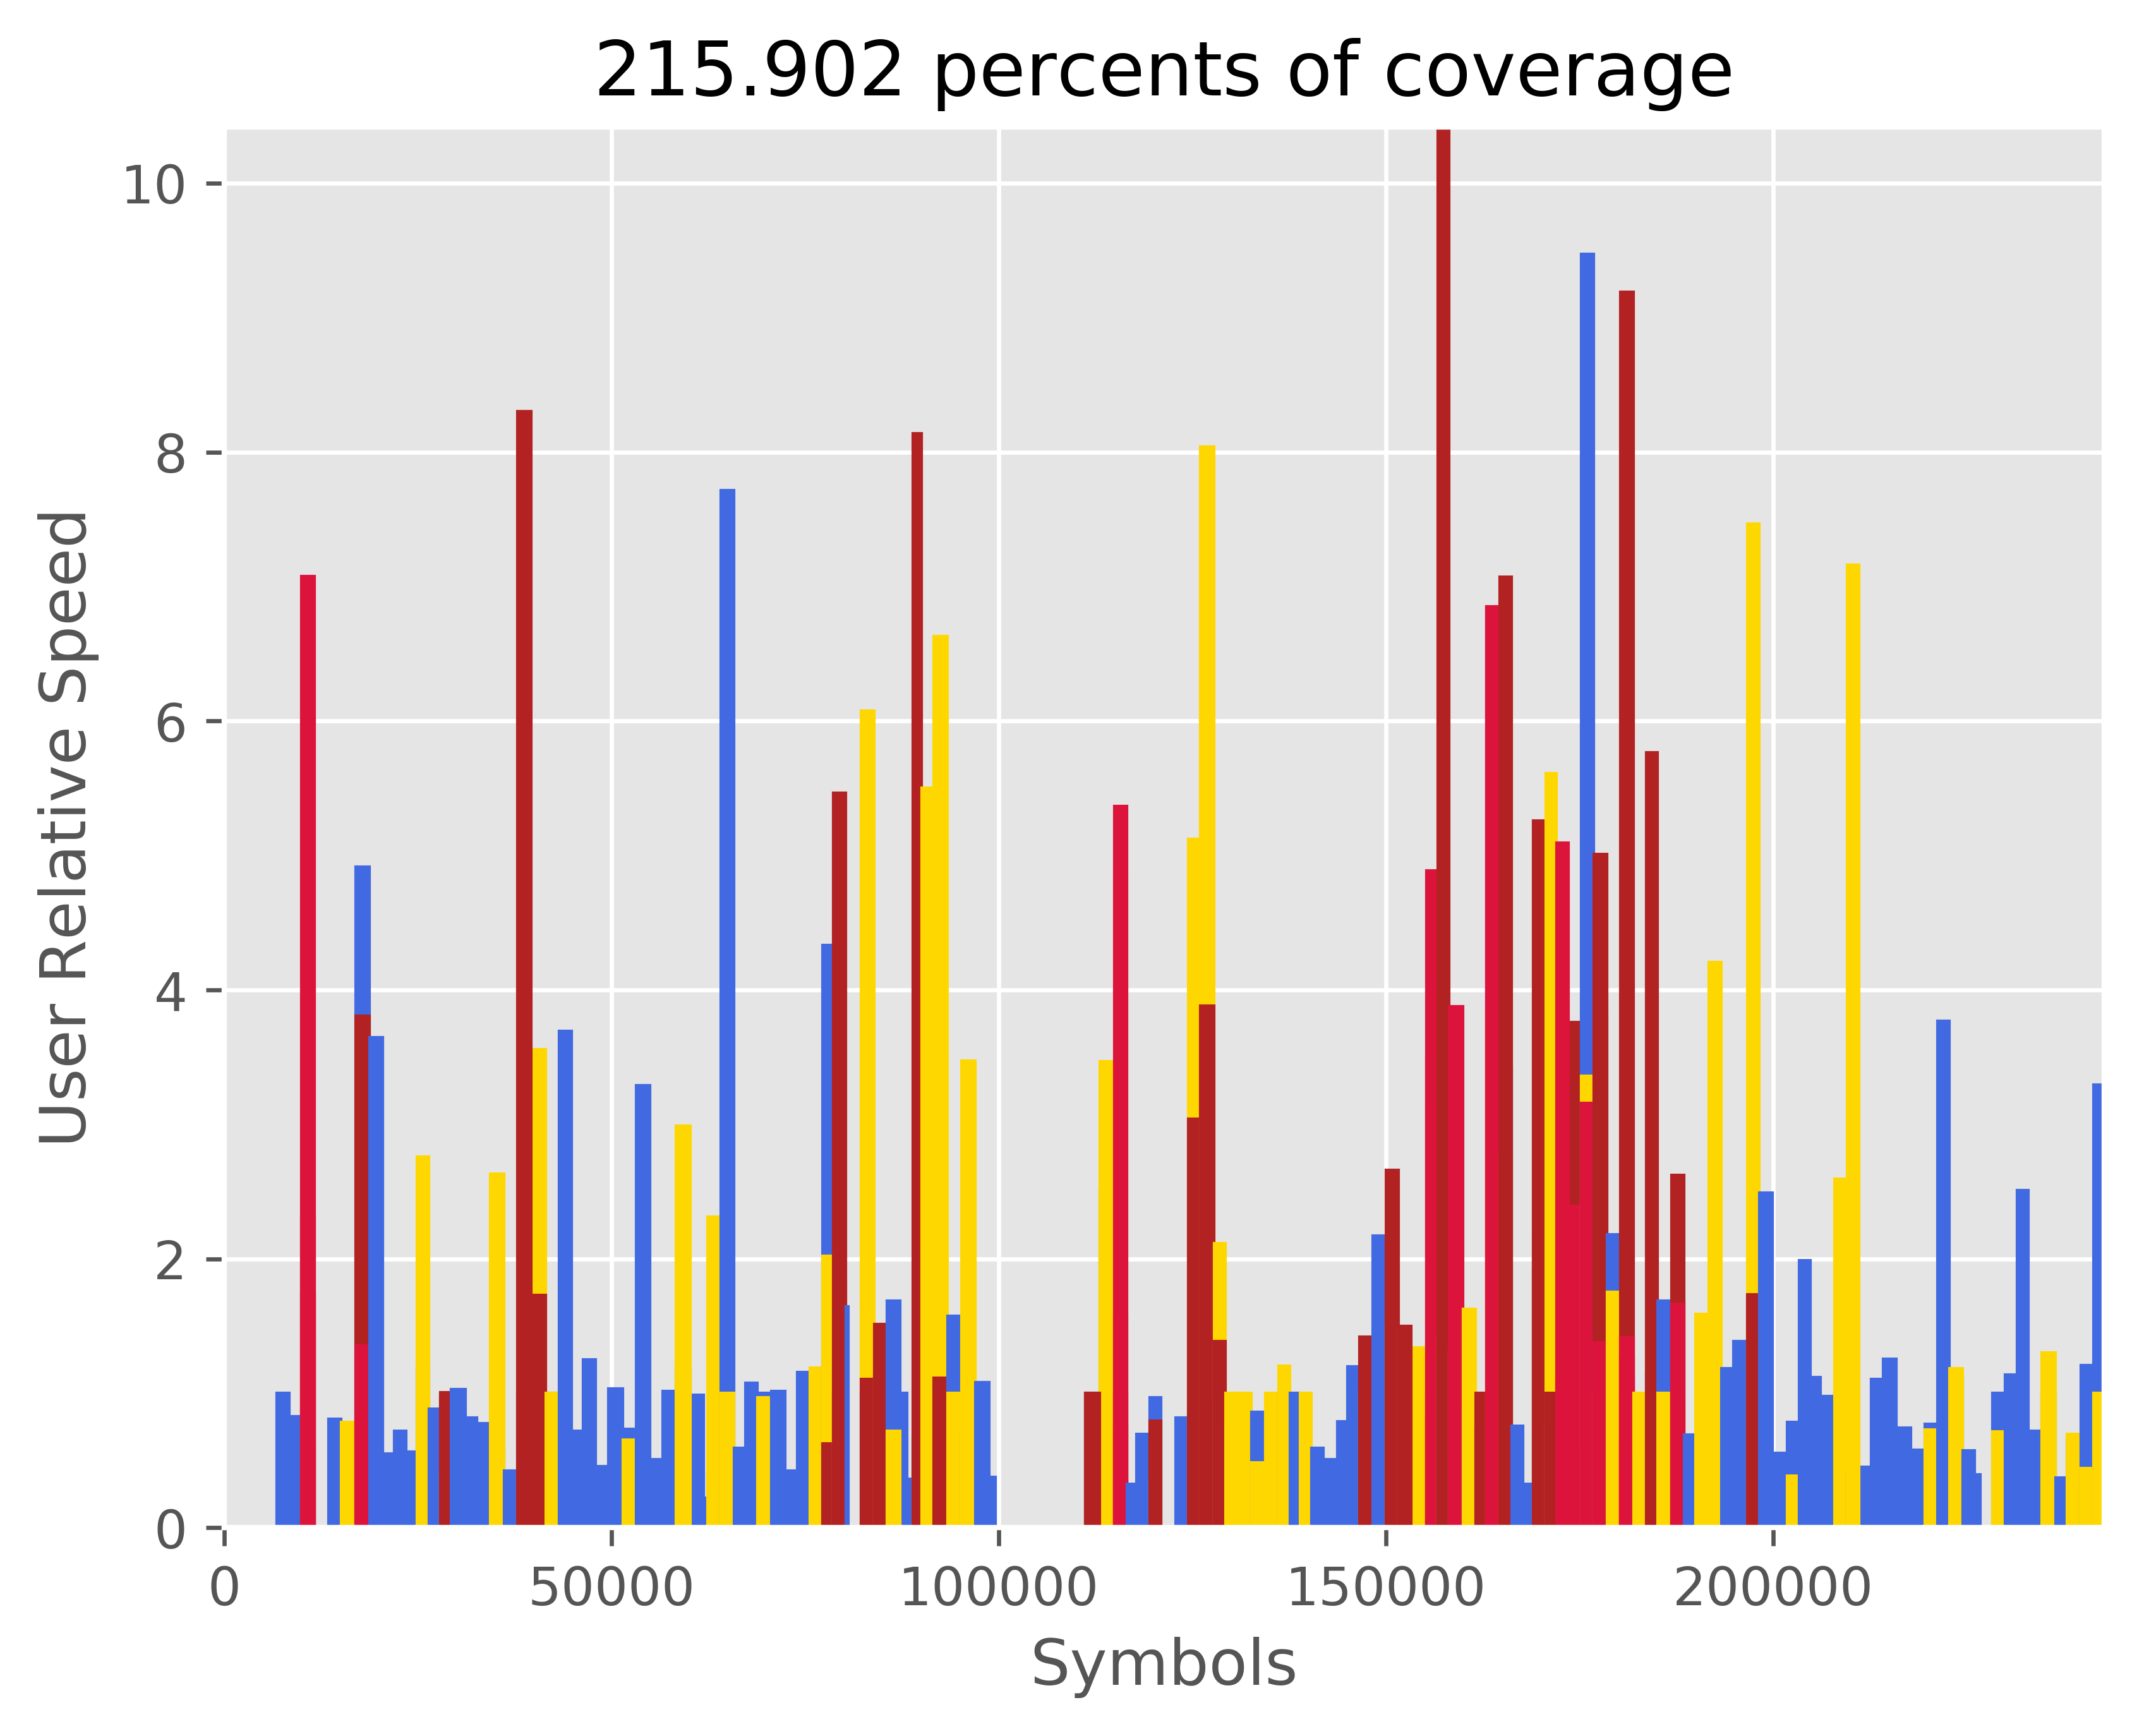 215.902 percents of coverage
10
8
6
4
2
0
User Relative Speed
0 50000 100000 150000 200000
Symbols